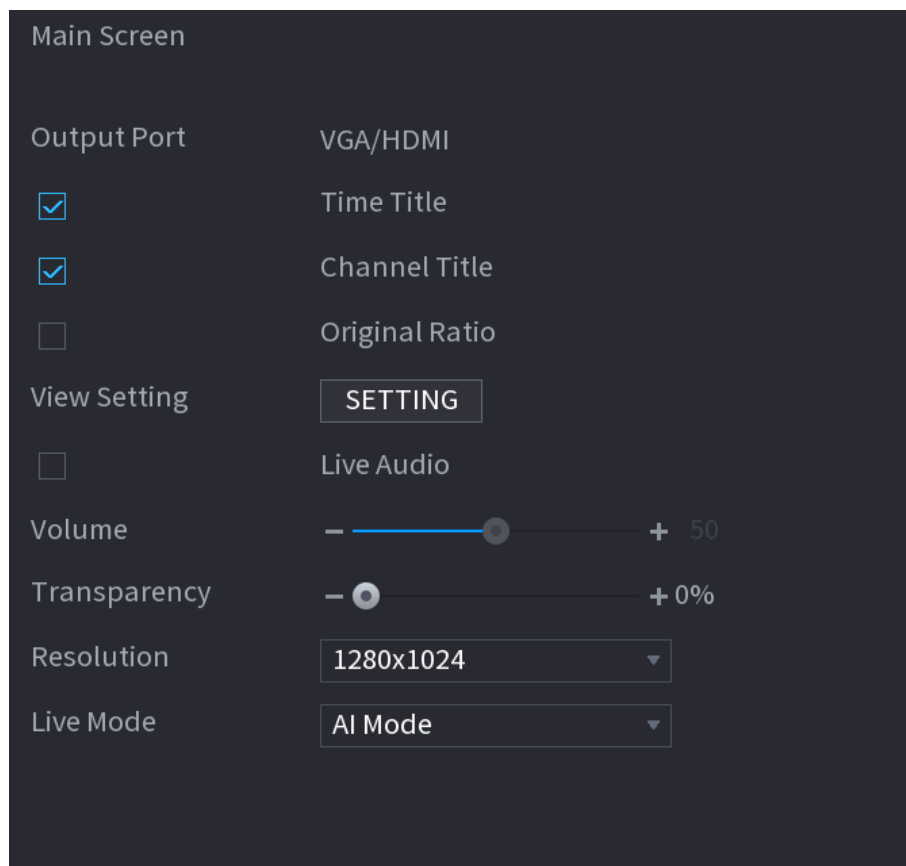 Main Screen
Output Port VGA/HDMI
Time Title
Channel Title
Original Ratio
View Setting SETTING
Live Audio
Volume − + 50
Transparency − + 0%
Resolution 1280x1024
Live Mode AI Mode